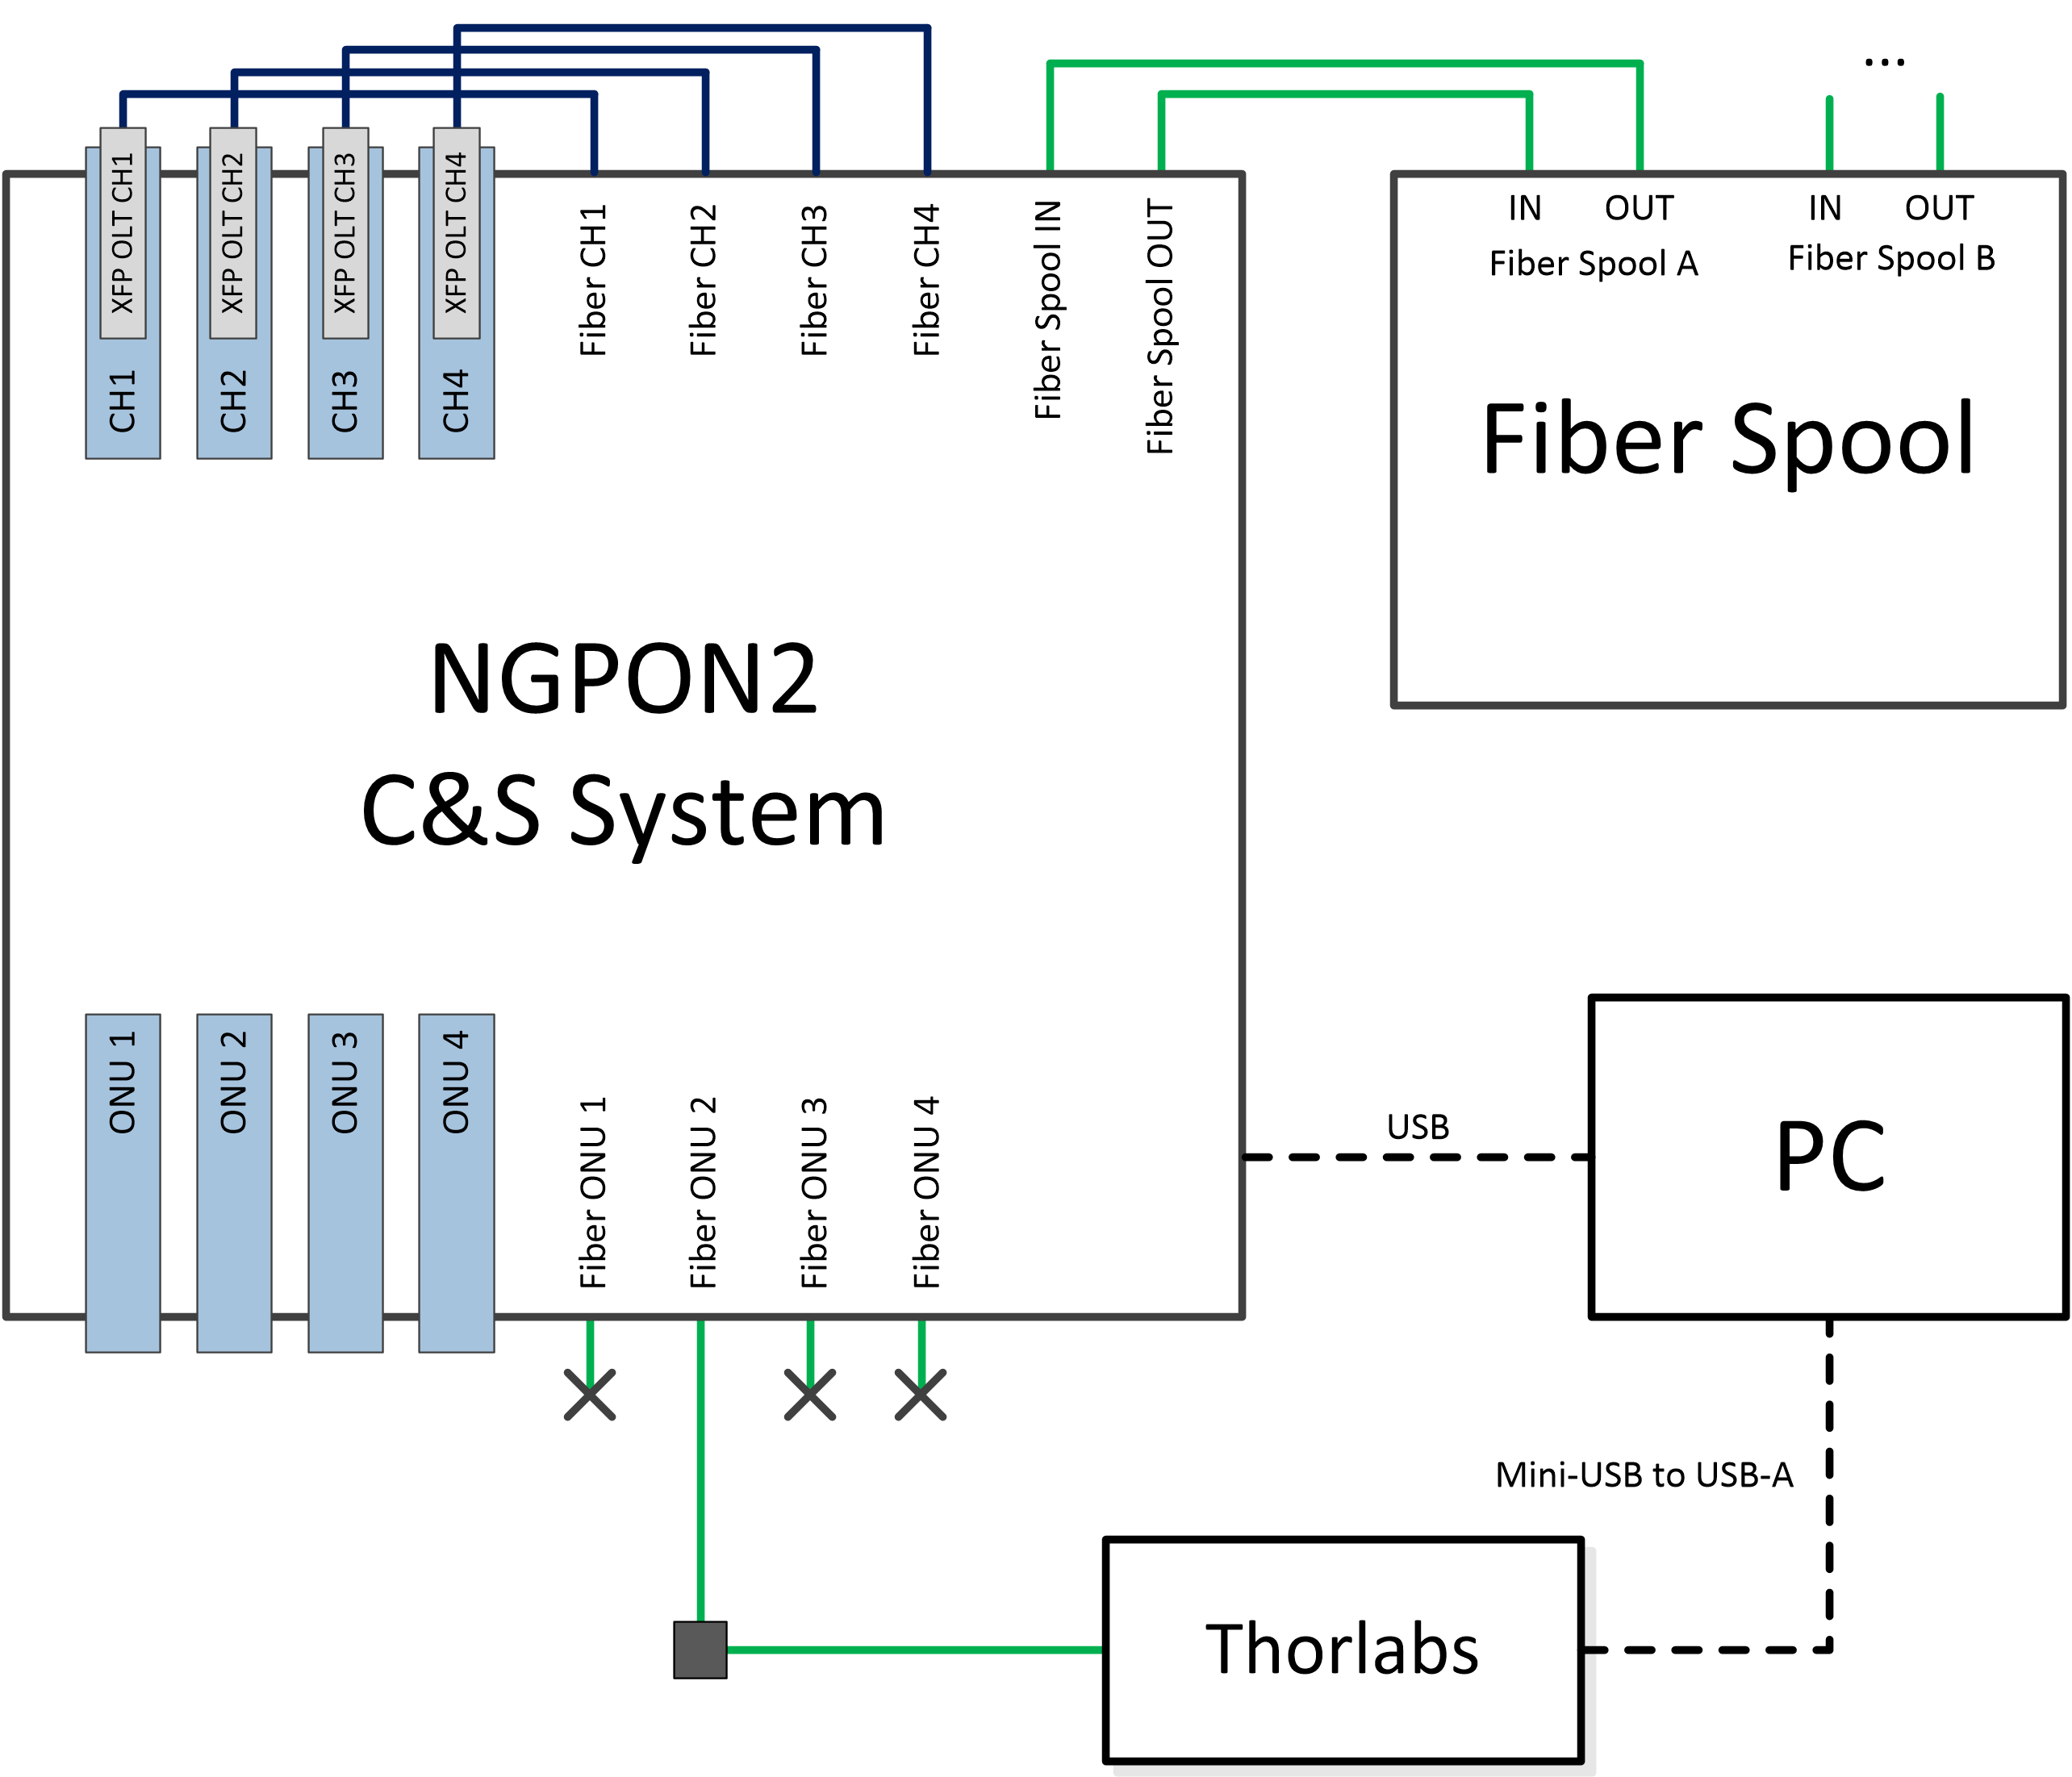 ...
XFP OLT CH1
XFP OLT CH2
XFP OLT CH3
XFP OLT CH4
CH1
CH2
CH3
CH4
Fiber CH1
Fiber CH2
Fiber CH3
Fiber CH4
Fiber Spool IN
Fiber Spool OUT
IN
OUT
Fiber Spool A
IN
OUT
Fiber Spool B
Fiber Spool
NGPON2
C&S System
ONU 1
ONU 2
ONU 3
ONU 4
Fiber ONU 1
Fiber ONU 2
Fiber ONU 3
Fiber ONU 4
USB
PC
Mini-USB to USB-A
Thorlabs